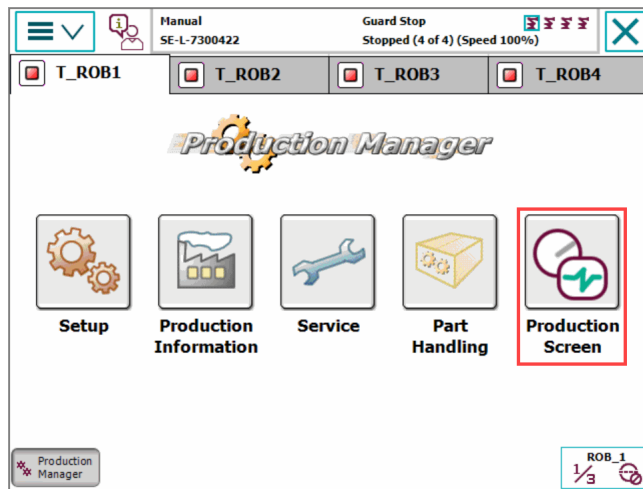 Manual
SE-L-7300422
Guard Stop
Stopped (4 of 4) (Speed 100%)
T_ROB1
T_ROB2
T_ROB3
T_ROB4
Production Manager
Setup
Production
Information
Service
Part
Handling
Production
Screen
Production
Manager
ROB_1
1/3